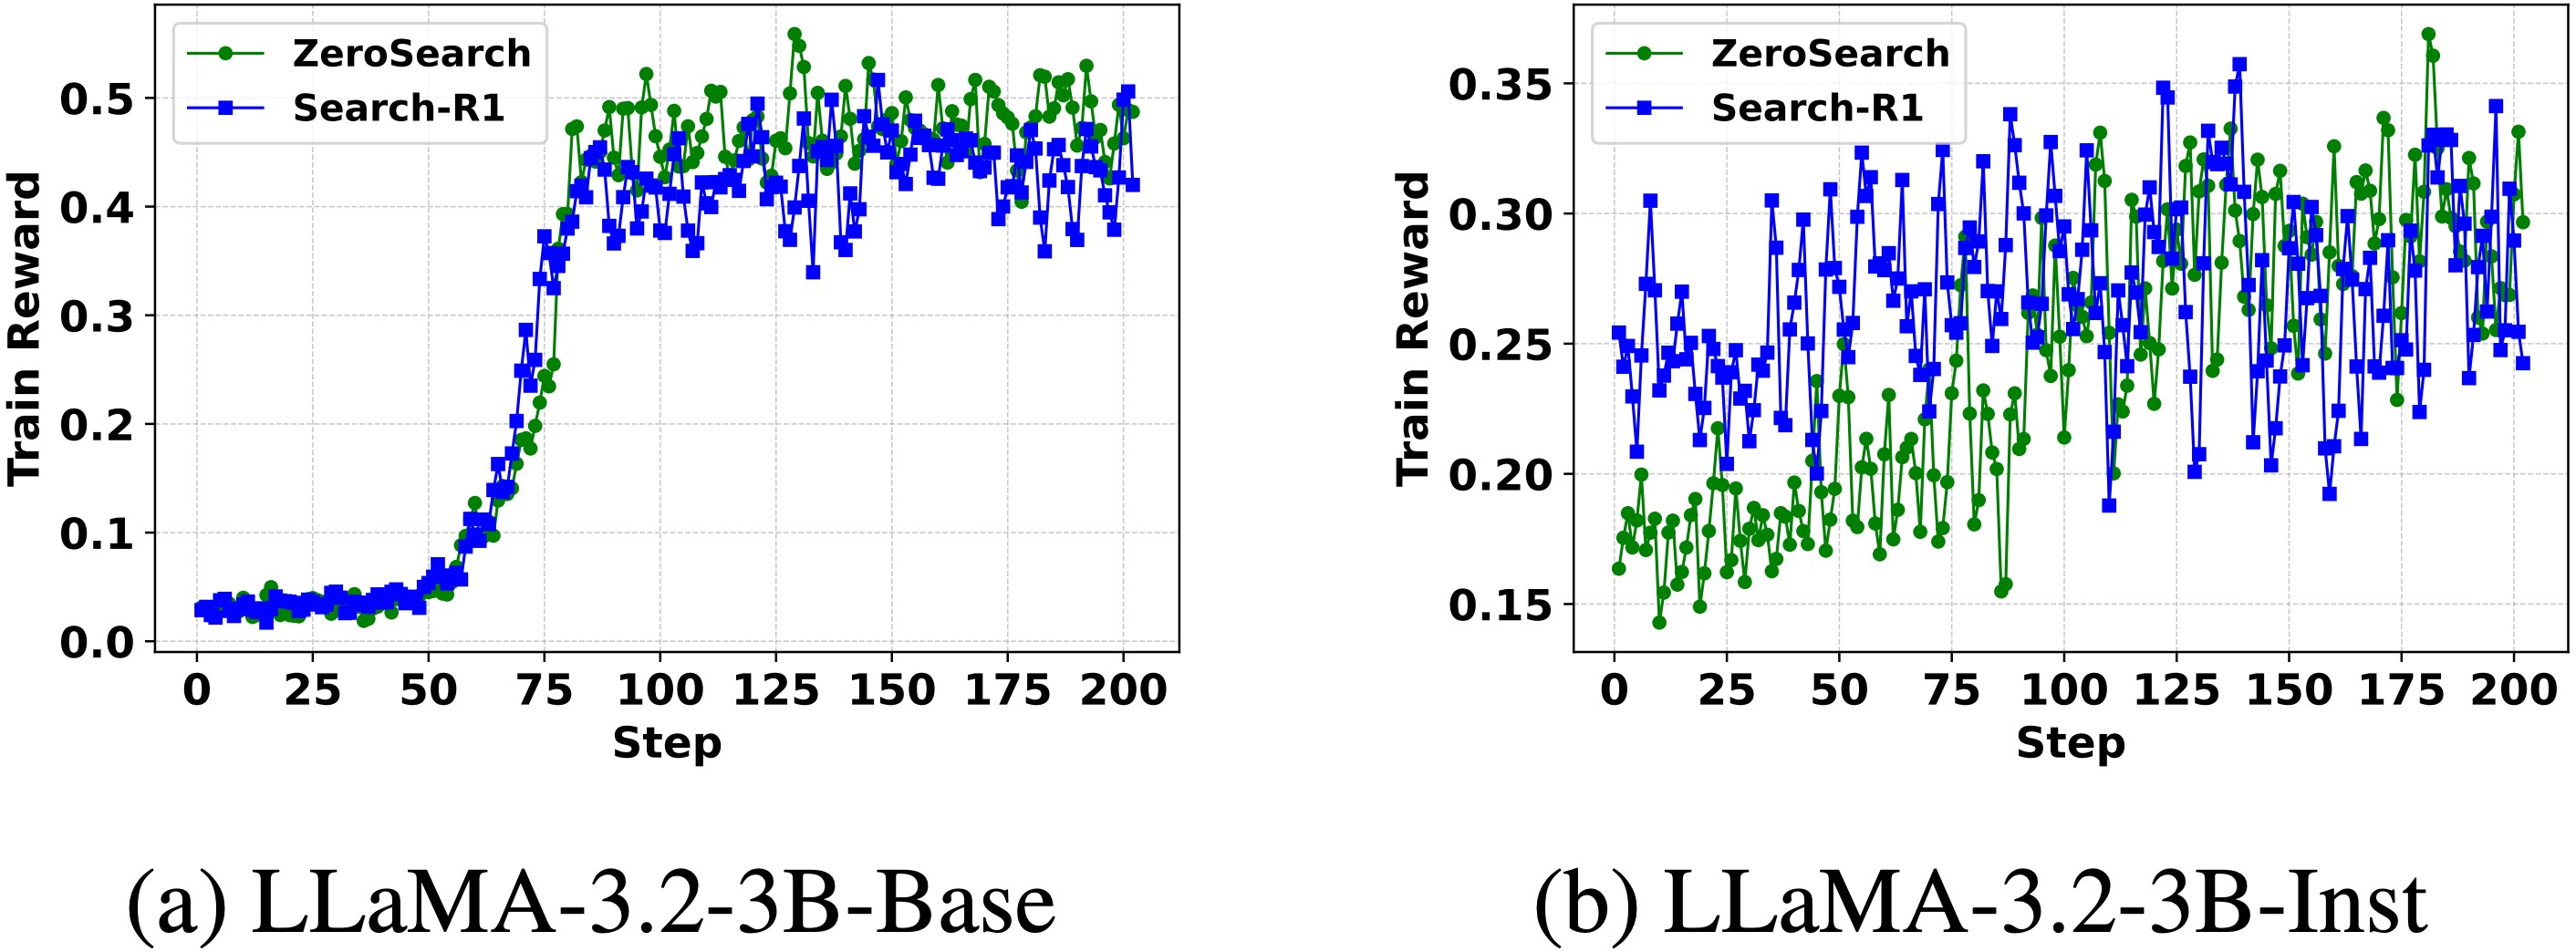 ZeroSearch
Search-R1
Train Reward
0.5
0.4
0.3
0.2
0.1
0.0
0 25 50 75 100 125 150 175 200
Step
(a) LLaMA-3.2-3B-Base
ZeroSearch
Search-R1
Train Reward
0.35
0.30
0.25
0.20
0.15
0 25 50 75 100 125 150 175 200
Step
(b) LLaMA-3.2-3B-Inst